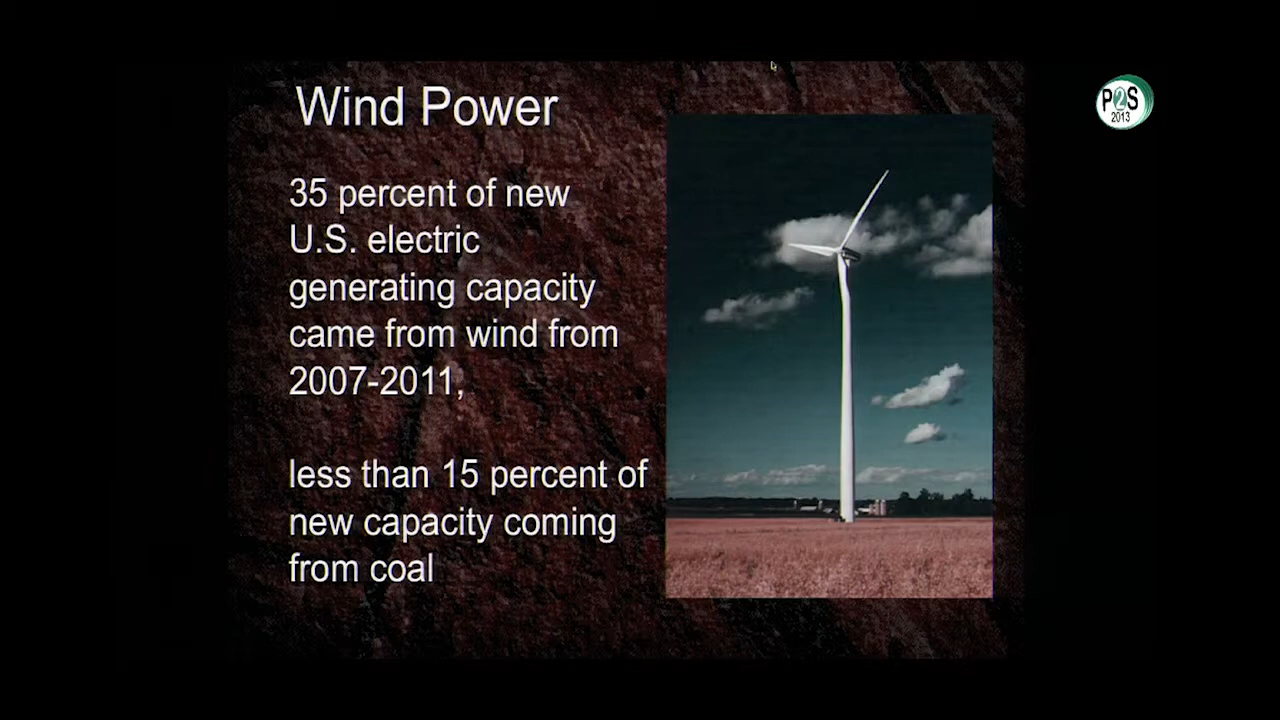 Wind Power
35 percent of new
U.S. electric
generating capacity
came from wind from
2007-2011,
less than 15 percent of
new capacity coming
from coal
P2S
2013